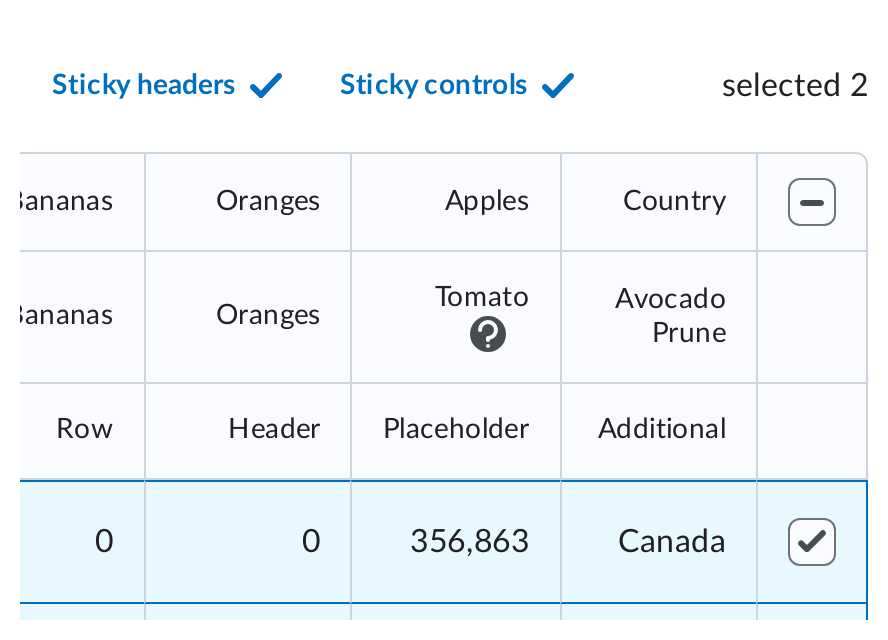 Sticky headers Sticky controls selected 2
Bananas Oranges Apples Country
Bananas Oranges Tomato Avocado Prune
Row Header Placeholder Additional
0 0 356,863 Canada